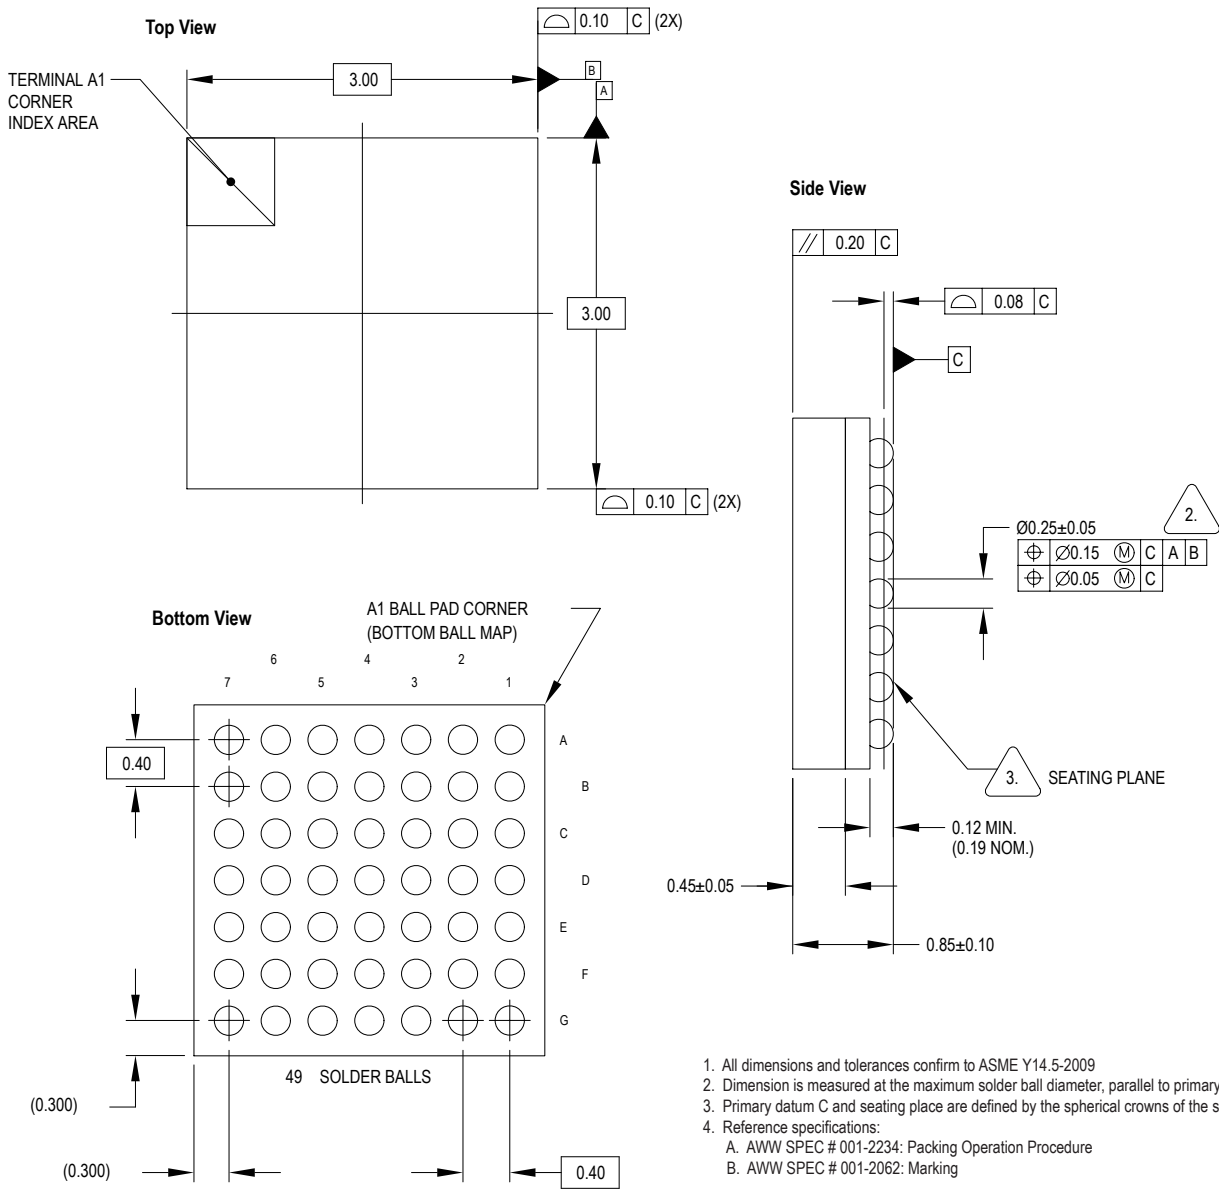 Top View
⌓ 0.10 C (2X)
TERMINAL A1
CORNER
INDEX AREA
3.00
B
A
3.00
⌓ 0.10 C (2X)
Side View
// 0.20 C
⌓ 0.08 C
C
Ø0.25±0.05
2.
⌖ Ø0.15 Ⓜ C A B
⌖ Ø0.05 Ⓜ C
3. SEATING PLANE
0.12 MIN.
(0.19 NOM.)
0.45±0.05
0.85±0.10
Bottom View
A1 BALL PAD CORNER
(BOTTOM BALL MAP)
6 4 2
7 5 3 1
A
0.40
B
C
D
E
F
G
49 SOLDER BALLS
(0.300)
(0.300)
0.40
1. All dimensions and tolerances confirm to ASME Y14.5-2009
2. Dimension is measured at the maximum solder ball diameter, parallel to primary
3. Primary datum C and seating place are defined by the spherical crowns of the s
4. Reference specifications:
A. AWW SPEC # 001-2234: Packing Operation Procedure
B. AWW SPEC # 001-2062: Marking